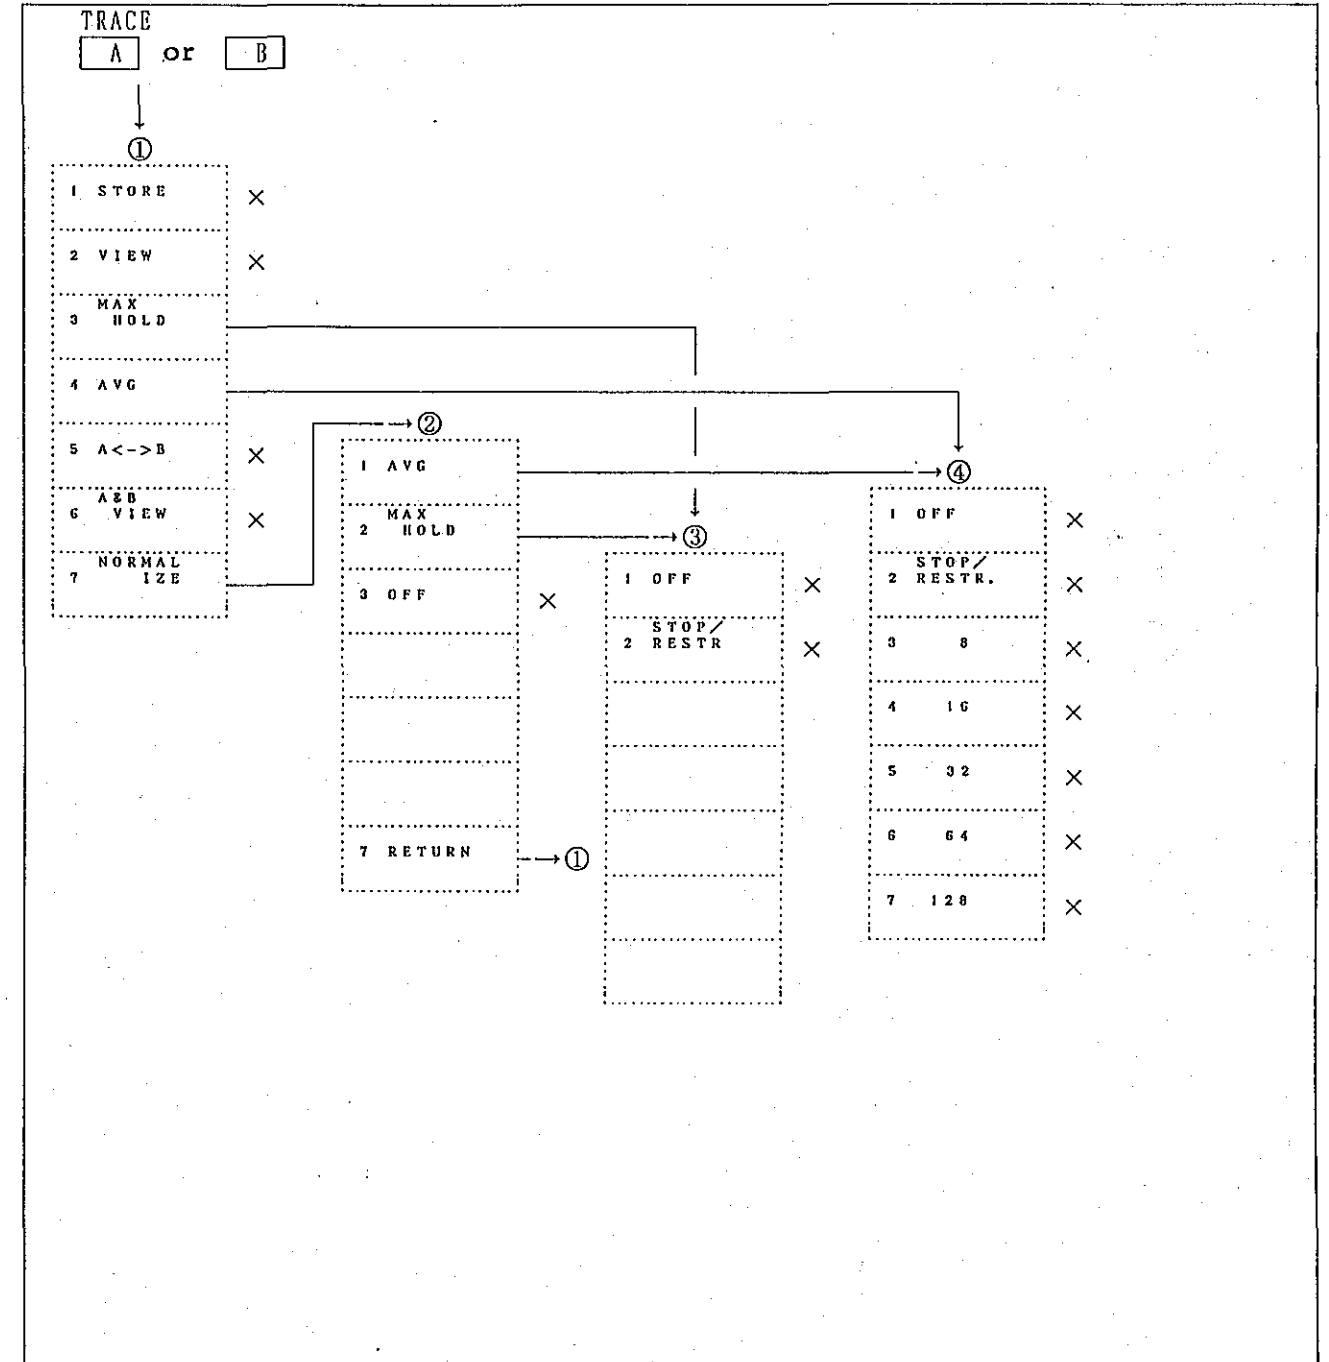 TRACE
A or B
①
1 STORE ×
2 VIEW ×
MAX
3 HOLD
4 AVG
5 A<->B ×
A&B
6 VIEW ×
NORMAL
7 IZE
②
1 AVG
MAX
2 HOLD
3 OFF ×
7 RETURN ①
③
1 OFF ×
STOP/
2 RESTR ×
④
1 OFF ×
STOP/
2 RESTR. ×
3 8 ×
4 16 ×
5 32 ×
6 64 ×
7 128 ×